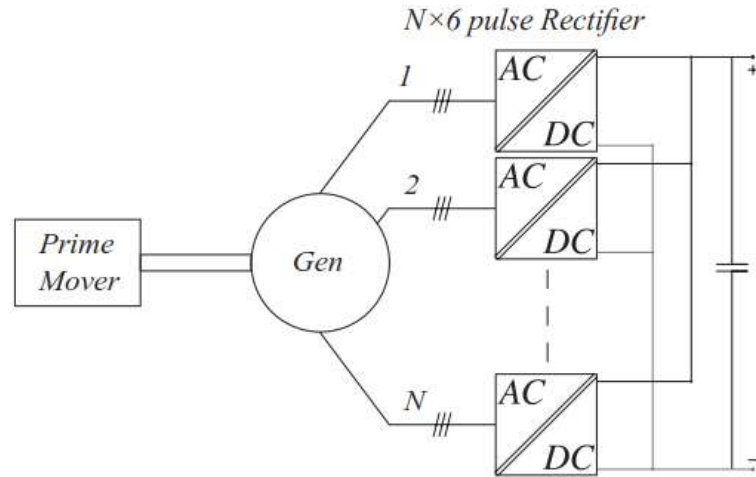 N×6 pulse Rectifier
1
AC
DC
2
AC
DC
Prime
Mover
Gen
N
AC
DC
+
−